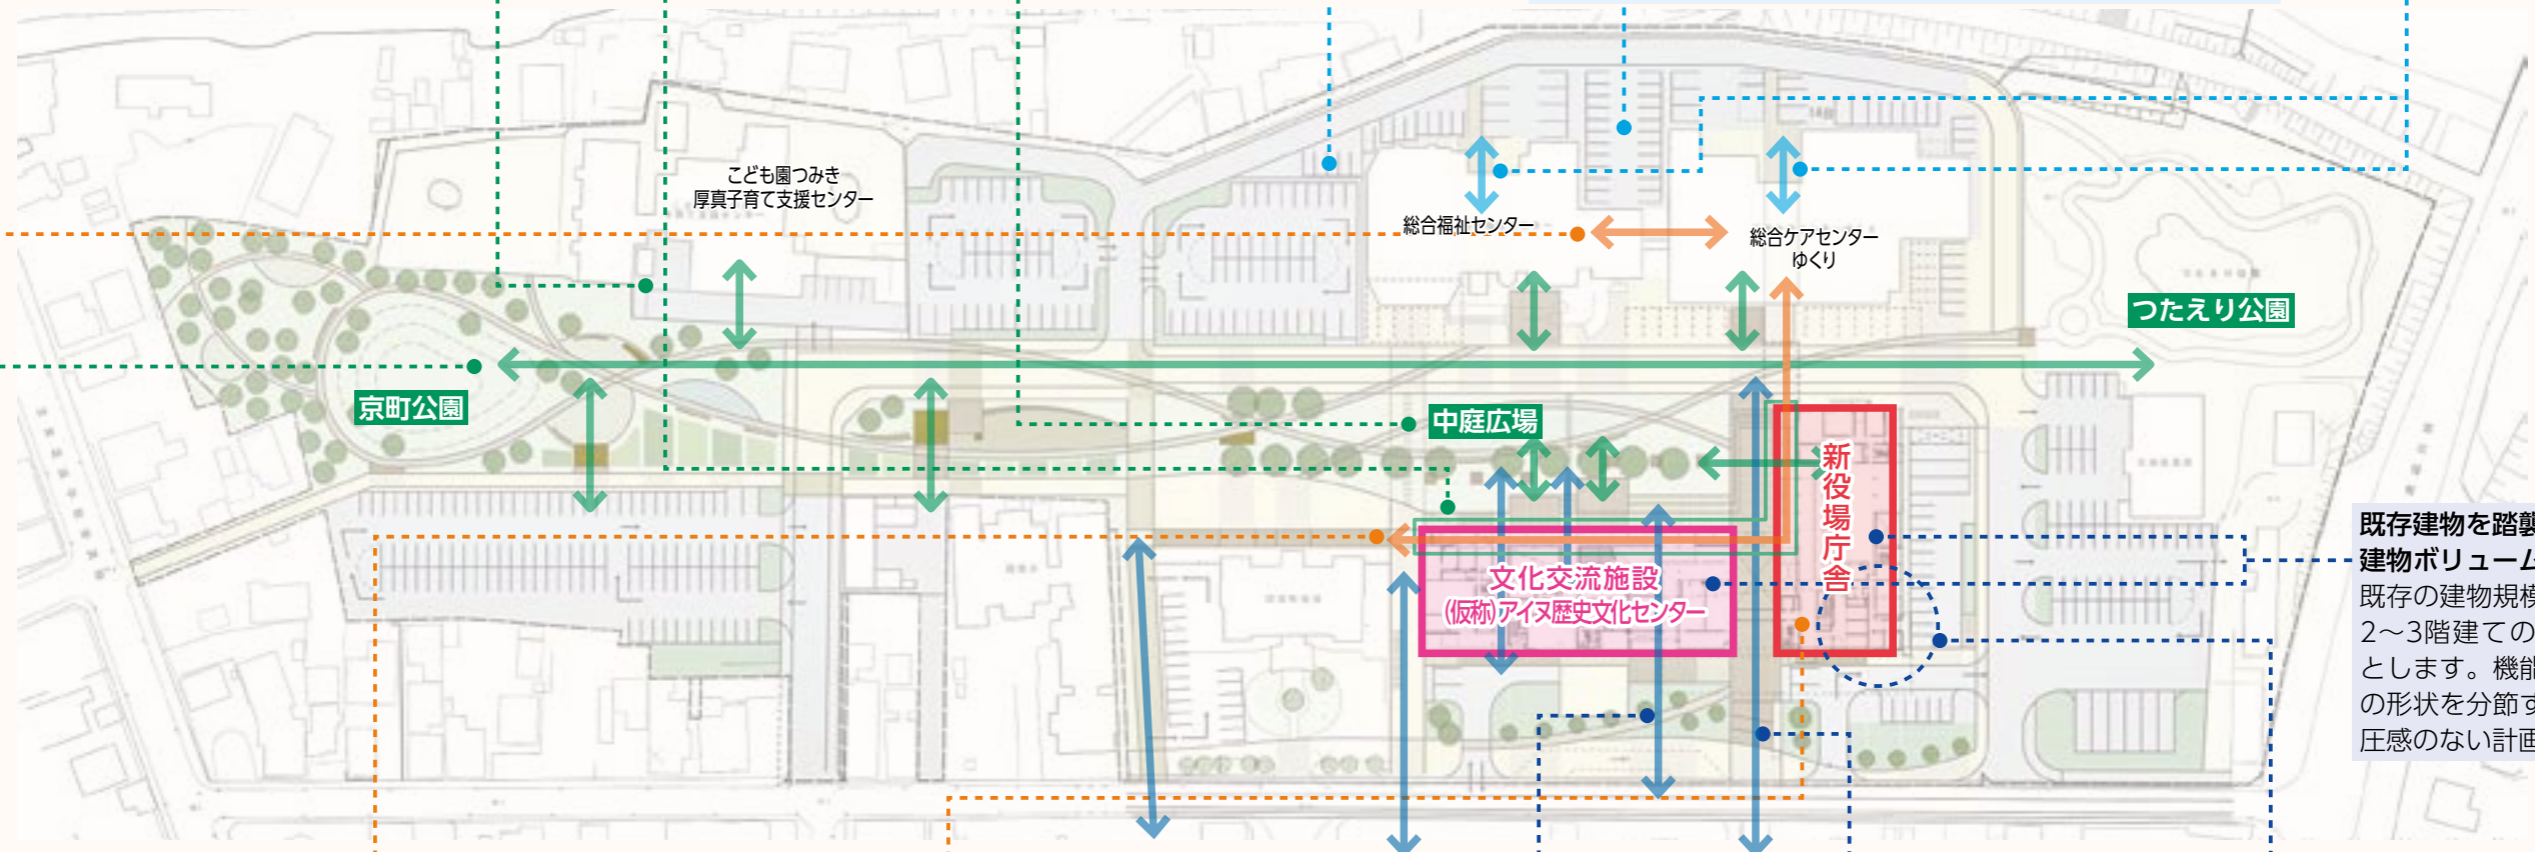 こども園つみき
厚真子育て支援センター
総合福祉センター
総合ケアセンター
ゆくり
つたえり公園
京町公園
中庭広場
新役場庁舎
文化交流施設
(仮称)アイヌ歴史文化センター
既存建物を踏襲
建物ボリューム
既存の建物規模
2〜3階建ての
とします。機能
の形状を分節す
圧感のない計画